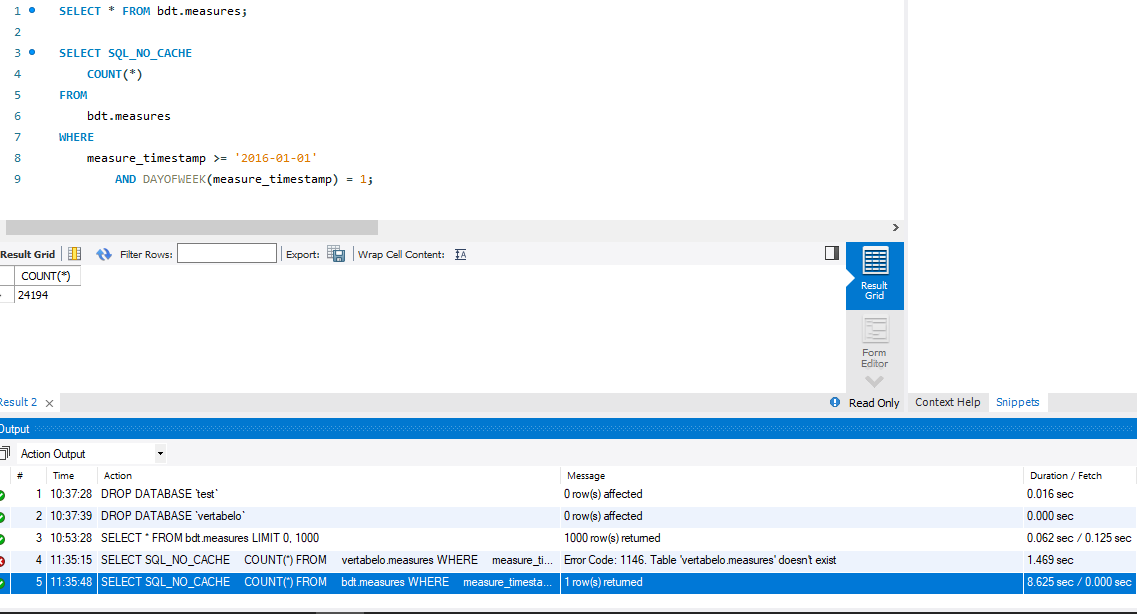 1 SELECT * FROM bdt.measures;
2
3 SELECT SQL_NO_CACHE
4 COUNT(*)
5 FROM
6 bdt.measures
7 WHERE
8 measure_timestamp >= '2016-01-01'
9 AND DAYOFWEEK(measure_timestamp) = 1;
Result Grid Filter Rows: Export: Wrap Cell Content: IA
COUNT(*)
24194
Result Grid
Form Editor
Result 2 × Read Only Context Help Snippets
Output
Action Output
# Time Action Message Duration / Fetch
1 10:37:28 DROP DATABASE `test` 0 row(s) affected 0.016 sec
2 10:37:39 DROP DATABASE `vertabelo` 0 row(s) affected 0.000 sec
3 10:53:28 SELECT * FROM bdt.measures LIMIT 0, 1000 1000 row(s) returned 0.062 sec / 0.125 sec
4 11:35:15 SELECT SQL_NO_CACHE COUNT(*) FROM vertabelo.measures WHERE measure_ti... Error Code: 1146. Table 'vertabelo.measures' doesn't exist 1.469 sec
5 11:35:48 SELECT SQL_NO_CACHE COUNT(*) FROM bdt.measures WHERE measure_timesta... 1 row(s) returned 8.625 sec / 0.000 sec